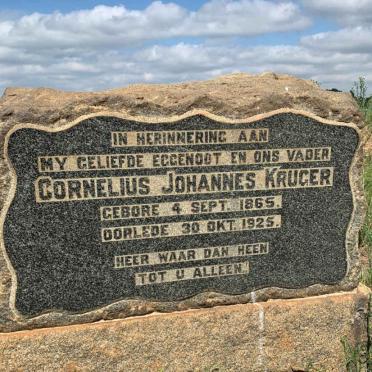 IN HERINNERING AAN
MY GELIEFDE EGGENOOT EN ONS VADER
CORNELIUS JOHANNES KRUGER
GEBORE 4 SEPT. 1865.
OORLEDE 30 OKT. 1925.
HEER WAAR DAN HEEN
TOT U ALLEEN.